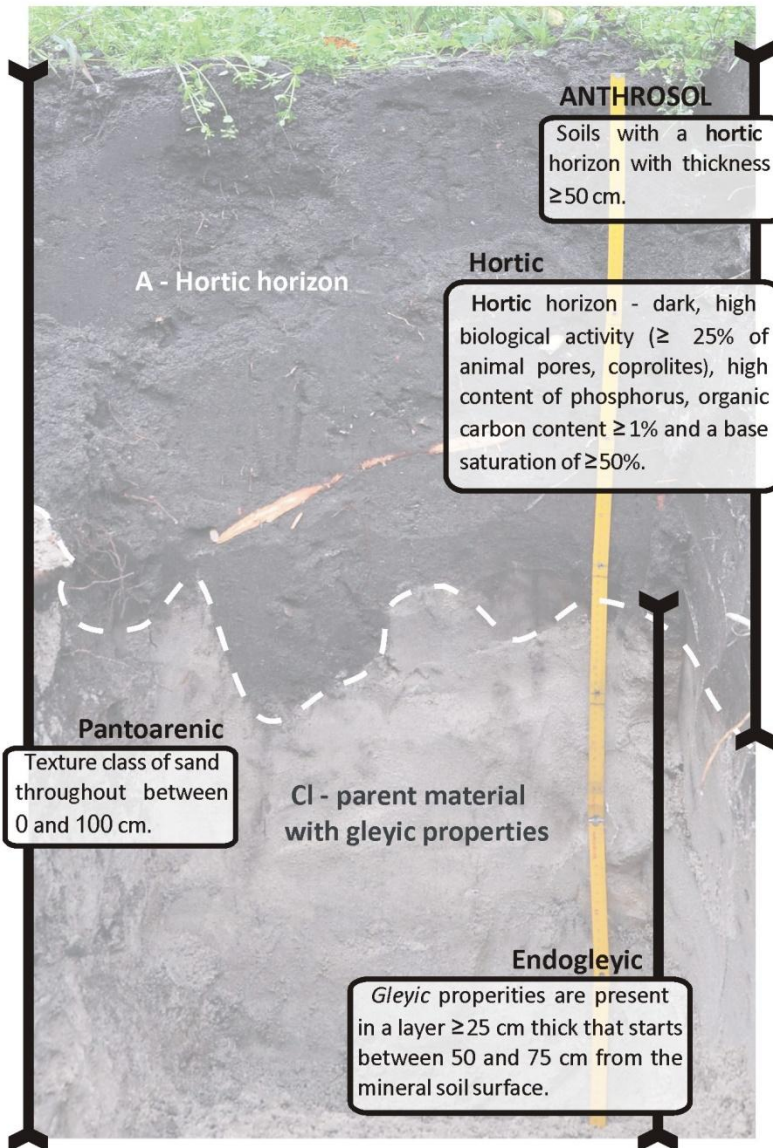 ANTHROSOL
Soils with a hortic
horizon with thickness
≥50 cm.
A - Hortic horizon
Hortic
Hortic horizon - dark, high
biological activity (≥ 25% of
animal pores, coprolites), high
content of phosphorus, organic
carbon content ≥1% and a base
saturation of ≥50%.
Pantoarenic
Texture class of sand
throughout between
0 and 100 cm.
Cl - parent material
with gleyic properties
Endogleyic
Gleyic properities are present
in a layer ≥25 cm thick that starts
between 50 and 75 cm from the
mineral soil surface.